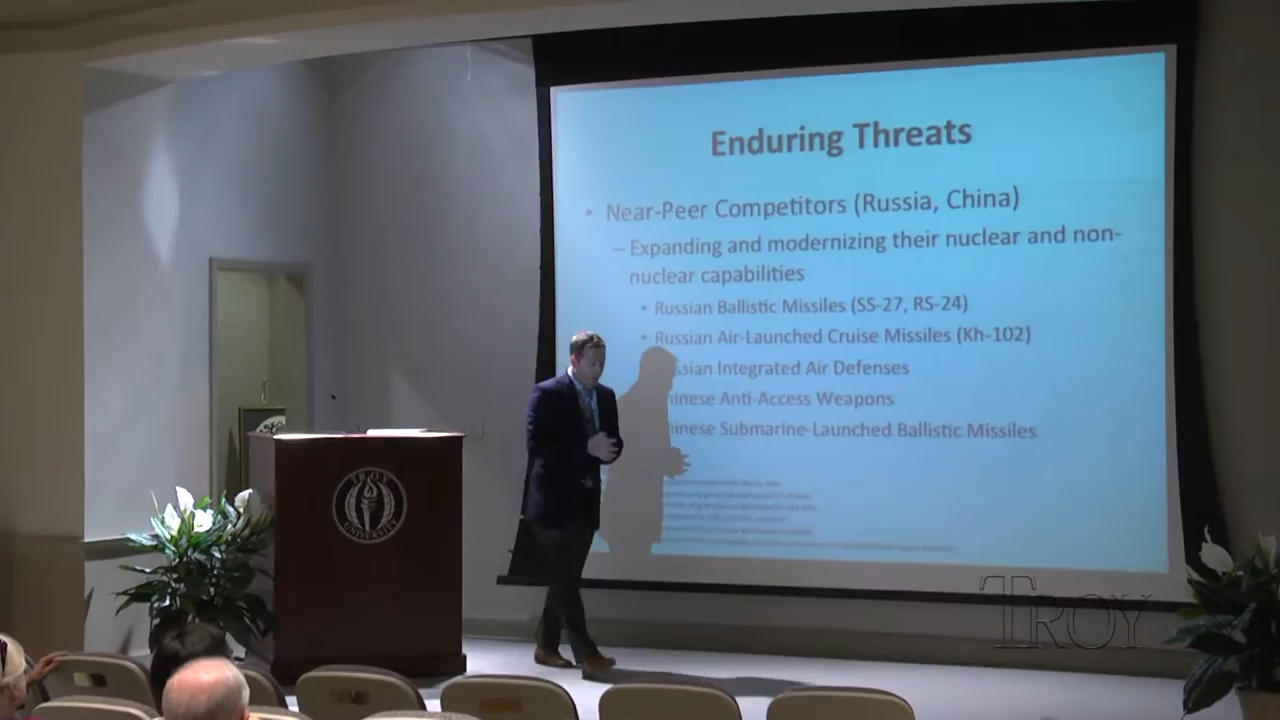 Enduring Threats
• Near-Peer Competitors (Russia, China)
– Expanding and modernizing their nuclear and non-
nuclear capabilities
• Russian Ballistic Missiles (SS-27, RS-24)
• Russian Air-Launched Cruise Missiles (Kh-102)
Integrated Air Defenses
Anti-Access Weapons
Submarine-Launched Ballistic Missiles
TROY
UNIVERSITY
TROY